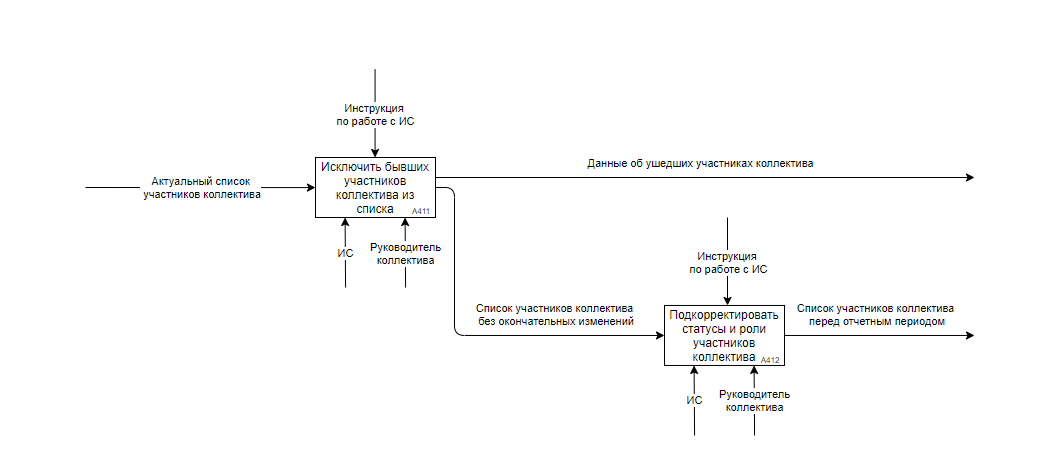 Инструкция
по работе с ИС
Исключить бывших
участников
коллектива из
списка
A411
Актуальный список
участников коллектива
Данные об ушедших участниках коллектива
ИС
Руководитель
коллектива
Инструкция
по работе с ИС
Список участников коллектива
без окончательных изменений
Подкорректировать
статусы и роли
участников
коллектива
A412
Список участников коллектива
перед отчетным периодом
ИС
Руководитель
коллектива